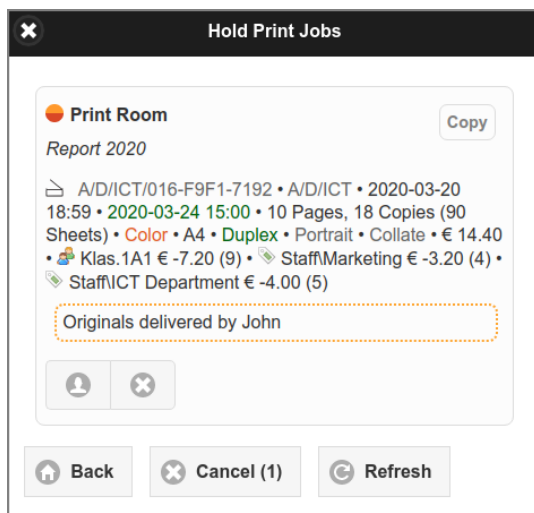 Hold Print Jobs
Print Room
Copy
Report 2020
A/D/ICT/016-F9F1-7192 • A/D/ICT • 2020-03-20
18:59 • 2020-03-24 15:00 • 10 Pages, 18 Copies (90
Sheets) • Color • A4 • Duplex • Portrait • Collate • € 14.40
• Klas.1A1 € -7.20 (9) • Staff\Marketing € -3.20 (4) •
Staff\ICT Department € -4.00 (5)
Originals delivered by John
Back
Cancel (1)
Refresh